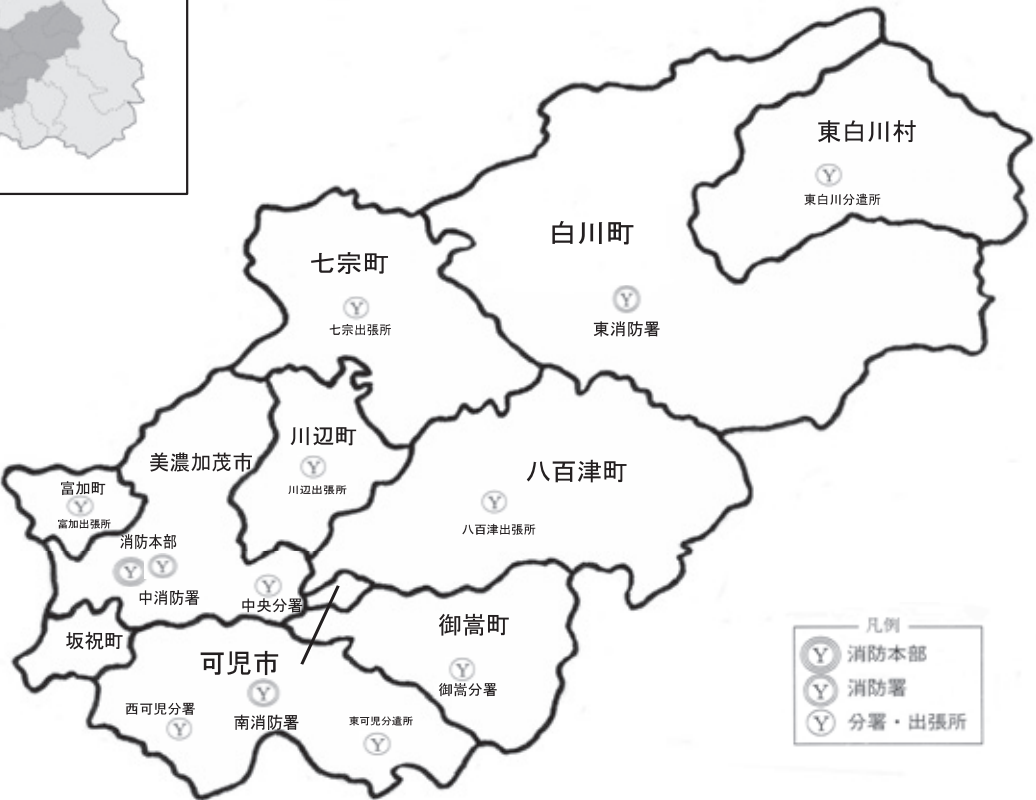 東白川村
東白川分遣所
白川町
東消防署
七宗町
七宗出張所
川辺町
川辺出張所
美濃加茂市
八百津町
八百津出張所
富加町
富加出張所
消防本部
中消防署
中央分署
坂祝町
御嵩町
御嵩分署
可児市
南消防署
西可児分署
東可児分遣所
凡例
Y 消防本部
Y 消防署
Y 分署・出張所